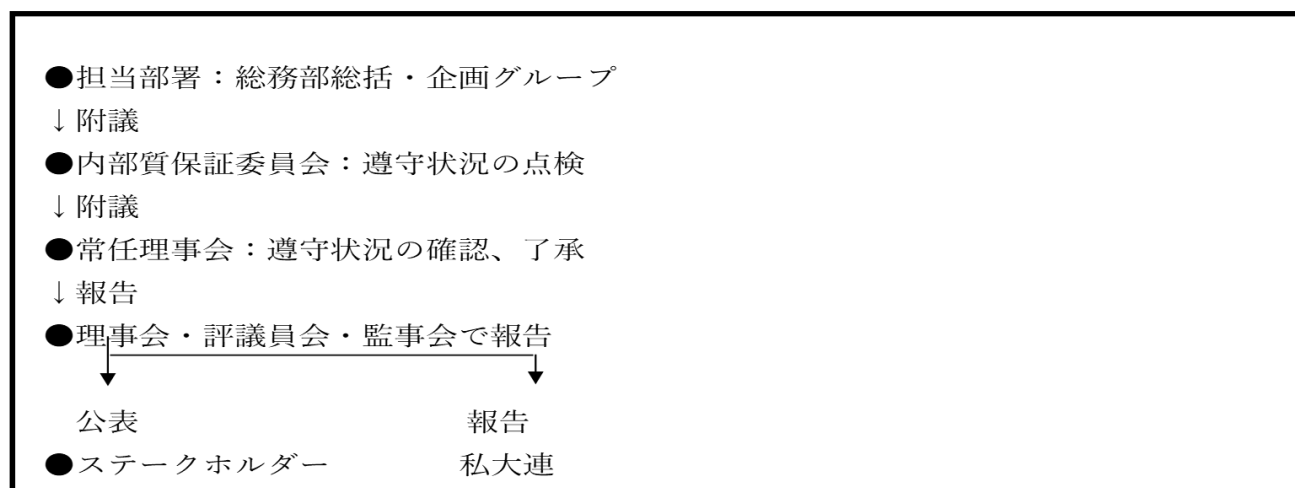 ●担当部署：総務部総括・企画グループ
↓附議
●内部質保証委員会：遵守状況の点検
↓附議
●常任理事会：遵守状況の確認、了承
↓報告
●理事会・評議員会・監事会で報告
公表 報告
●ステークホルダー 私大連